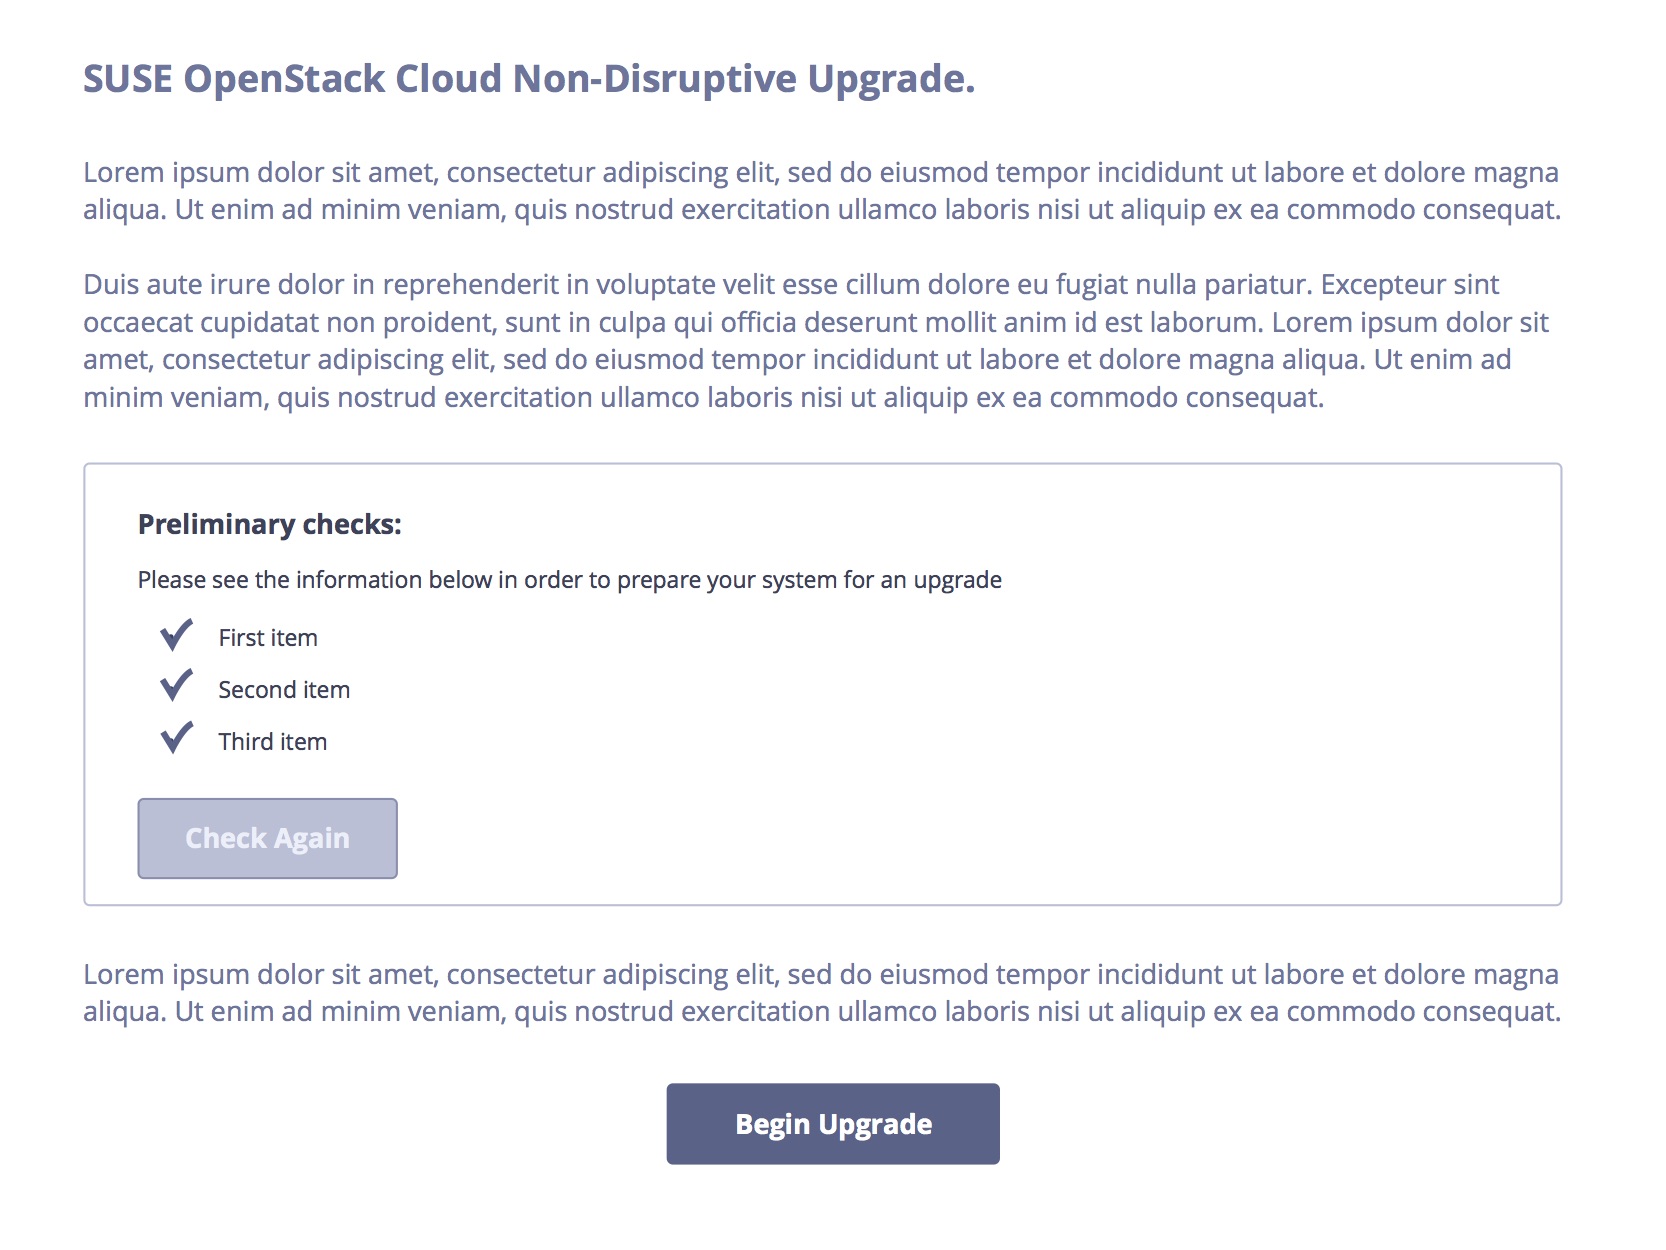 SUSE OpenStack Cloud Non-Disruptive Upgrade.
Lorem ipsum dolor sit amet, consectetur adipiscing elit, sed do eiusmod tempor incididunt ut labore et dolore magna
aliqua. Ut enim ad minim veniam, quis nostrud exercitation ullamco laboris nisi ut aliquip ex ea commodo consequat.
Duis aute irure dolor in reprehenderit in voluptate velit esse cillum dolore eu fugiat nulla pariatur. Excepteur sint
occaecat cupidatat non proident, sunt in culpa qui officia deserunt mollit anim id est laborum. Lorem ipsum dolor sit
amet, consectetur adipiscing elit, sed do eiusmod tempor incididunt ut labore et dolore magna aliqua. Ut enim ad
minim veniam, quis nostrud exercitation ullamco laboris nisi ut aliquip ex ea commodo consequat.
Preliminary checks:
Please see the information below in order to prepare your system for an upgrade
First item
Second item
Third item
Check Again
Lorem ipsum dolor sit amet, consectetur adipiscing elit, sed do eiusmod tempor incididunt ut labore et dolore magna
aliqua. Ut enim ad minim veniam, quis nostrud exercitation ullamco laboris nisi ut aliquip ex ea commodo consequat.
Begin Upgrade